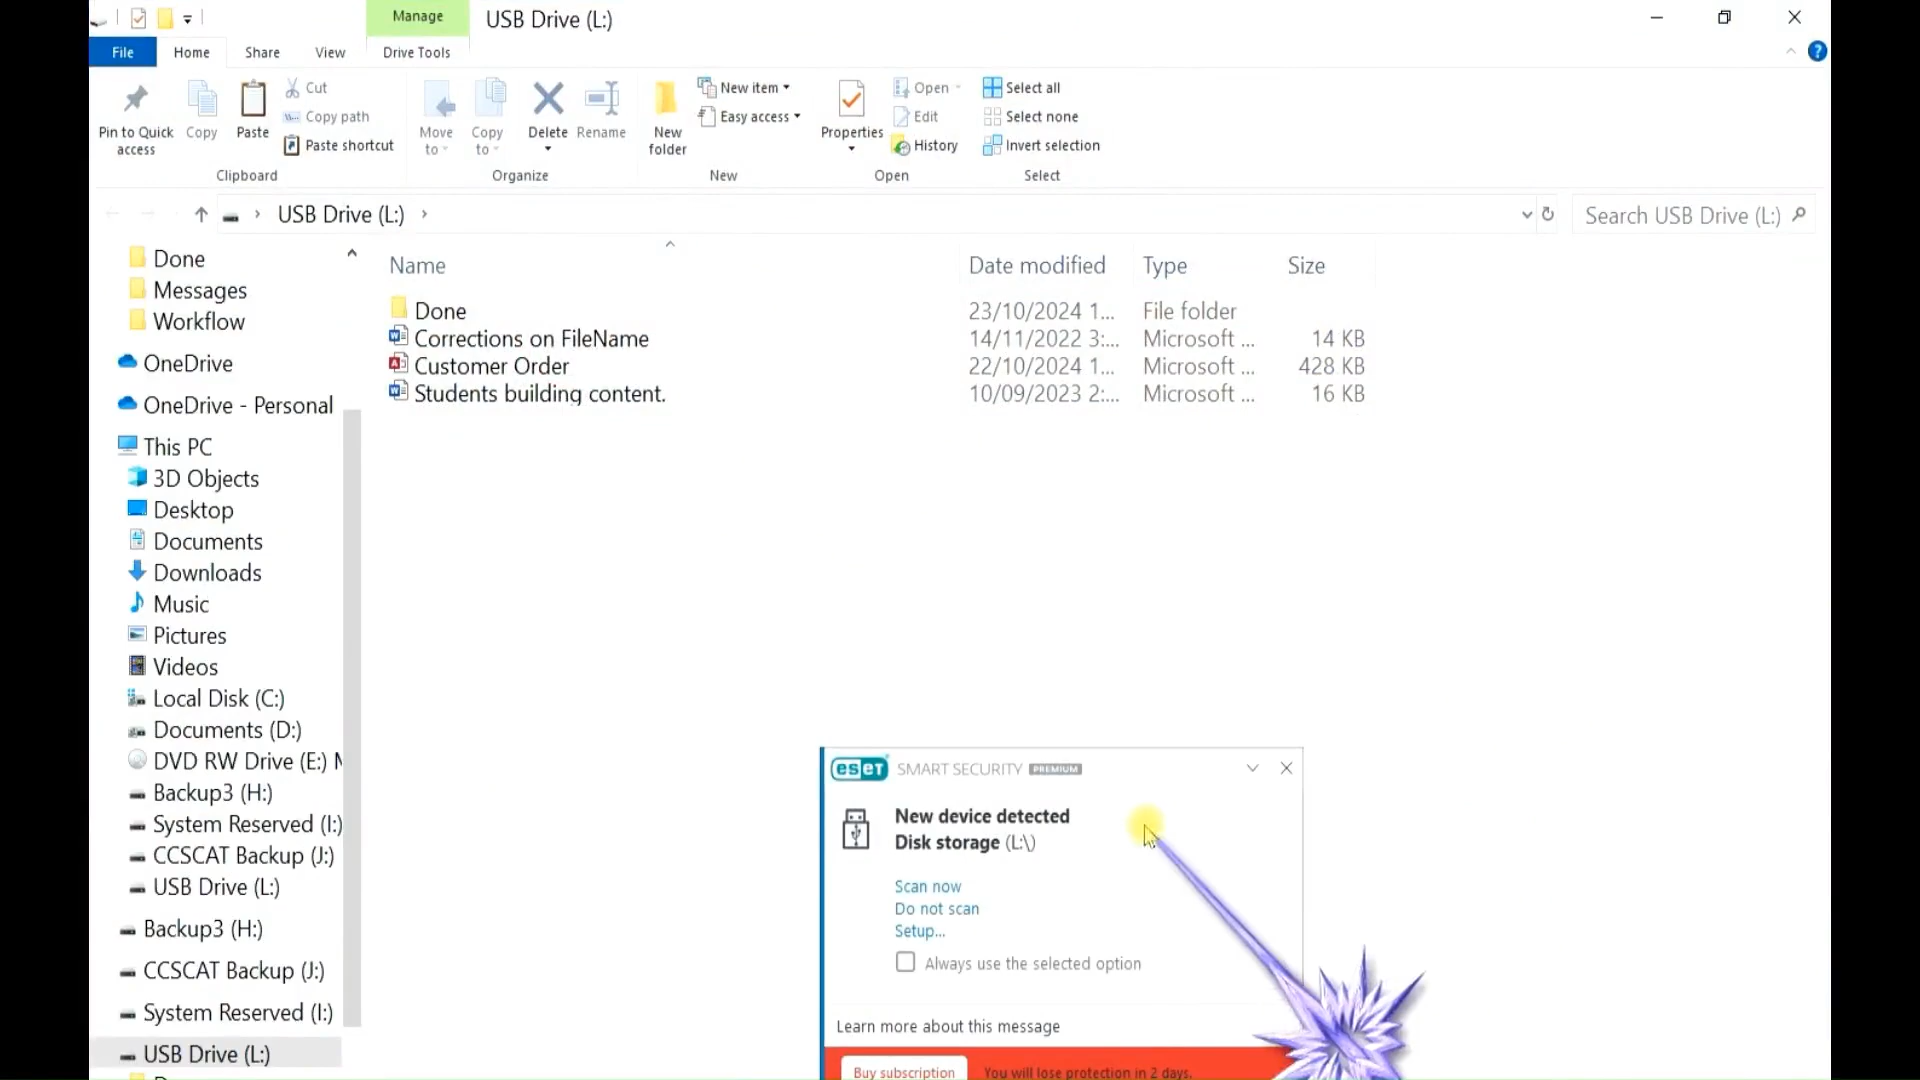 Manage
USB Drive (L:)
File
Home
Share
View
Drive Tools
Pin to Quick access
Copy
Paste
Cut
Copy path
Paste shortcut
Clipboard
Move to
Copy to
Delete
Rename
Organize
New folder
New item
Easy access
New
Properties
Open
Edit
History
Open
Select all
Select none
Invert selection
Select
USB Drive (L:)
Search USB Drive (L:)
Done
Messages
Workflow
OneDrive
OneDrive - Personal
This PC
3D Objects
Desktop
Documents
Downloads
Music
Pictures
Videos
Local Disk (C:)
Documents (D:)
DVD RW Drive (E:) M
Backup3 (H:)
System Reserved (I:)
CCSCAT Backup (J:)
USB Drive (L:)
Backup3 (H:)
CCSCAT Backup (J:)
System Reserved (I:)
USB Drive (L:)
Name Date modified Type Size
Done 23/10/2024 1... File folder
Corrections on FileName 14/11/2022 3:... Microsoft ... 14 KB
Customer Order 22/10/2024 1... Microsoft ... 428 KB
Students building content. 10/09/2023 2:... Microsoft ... 16 KB
eset SMART SECURITY PREMIUM
New device detected
Disk storage (L:\)
Scan now
Do not scan
Setup...
Always use the selected option
Learn more about this message
Buy subscription You will lose protection in 2 days.